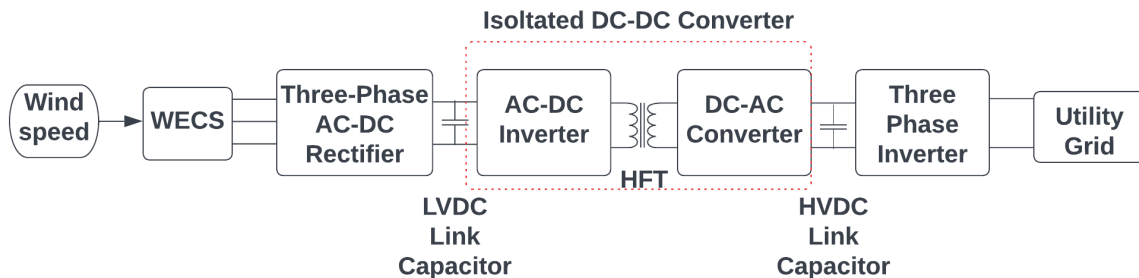 Isoltated DC-DC Converter
Wind
speed
WECS
Three-Phase
AC-DC
Rectifier
AC-DC
Inverter
HFT
DC-AC
Converter
Three
Phase
Inverter
Utility
Grid
LVDC
Link
Capacitor
HVDC
Link
Capacitor